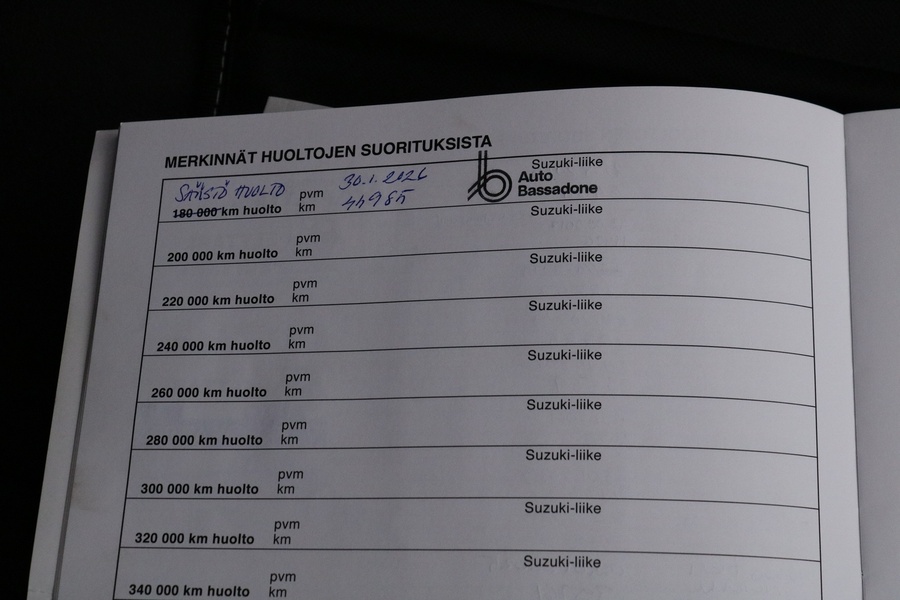 MERKINNÄT HUOLTOJEN SUORITUKSISTA
SÄÄSTÖ HUOLTO
180 000 km huolto
pvm 30.1.2026
km 44985
Suzuki-liike
Auto
Bassadone
200 000 km huolto
pvm
km
Suzuki-liike
220 000 km huolto
pvm
km
Suzuki-liike
240 000 km huolto
pvm
km
Suzuki-liike
260 000 km huolto
pvm
km
Suzuki-liike
280 000 km huolto
pvm
km
Suzuki-liike
300 000 km huolto
pvm
km
Suzuki-liike
320 000 km huolto
pvm
km
Suzuki-liike
340 000 km huolto
pvm
km
Suzuki-liike